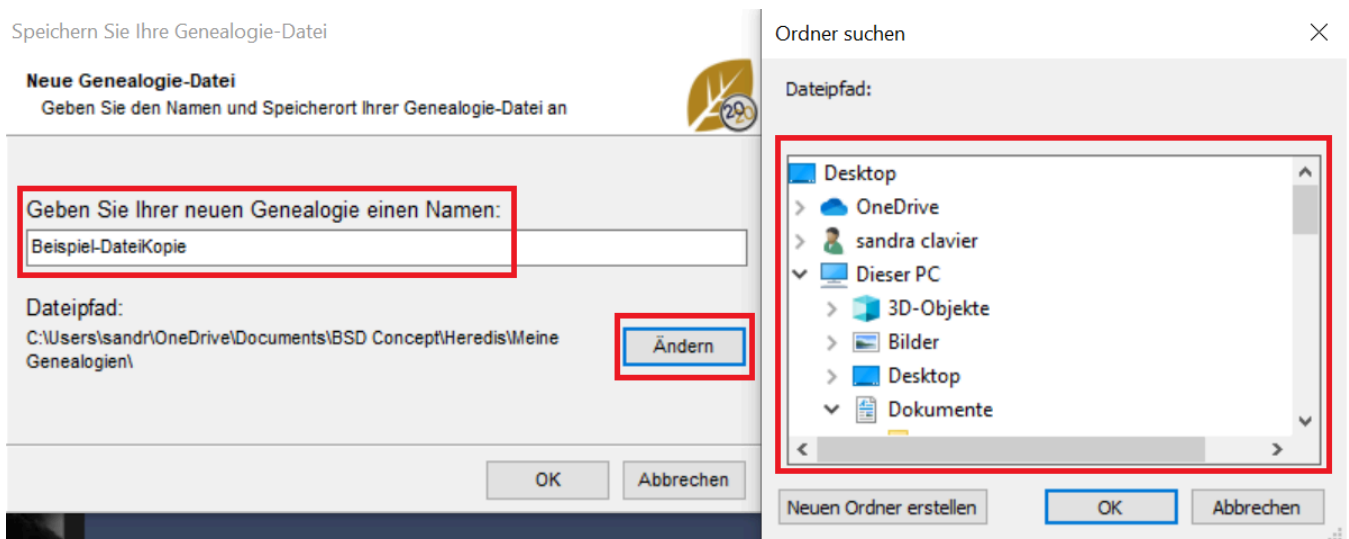 Speichern Sie Ihre Genealogie-Datei
Neue Genealogie-Datei
Geben Sie den Namen und Speicherort Ihrer Genealogie-Datei an
2020
Geben Sie Ihrer neuen Genealogie einen Namen:
Beispiel-DateiKopie
Dateipfad:
C:\Users\sandr\OneDrive\Documents\BSD Concept\Heredis\Meine
Genealogien\
Ändern
OK
Abbrechen
Ordner suchen
Dateipfad:
Desktop
OneDrive
sandra clavier
Dieser PC
3D-Objekte
Bilder
Desktop
Dokumente
Neuen Ordner erstellen
OK
Abbrechen